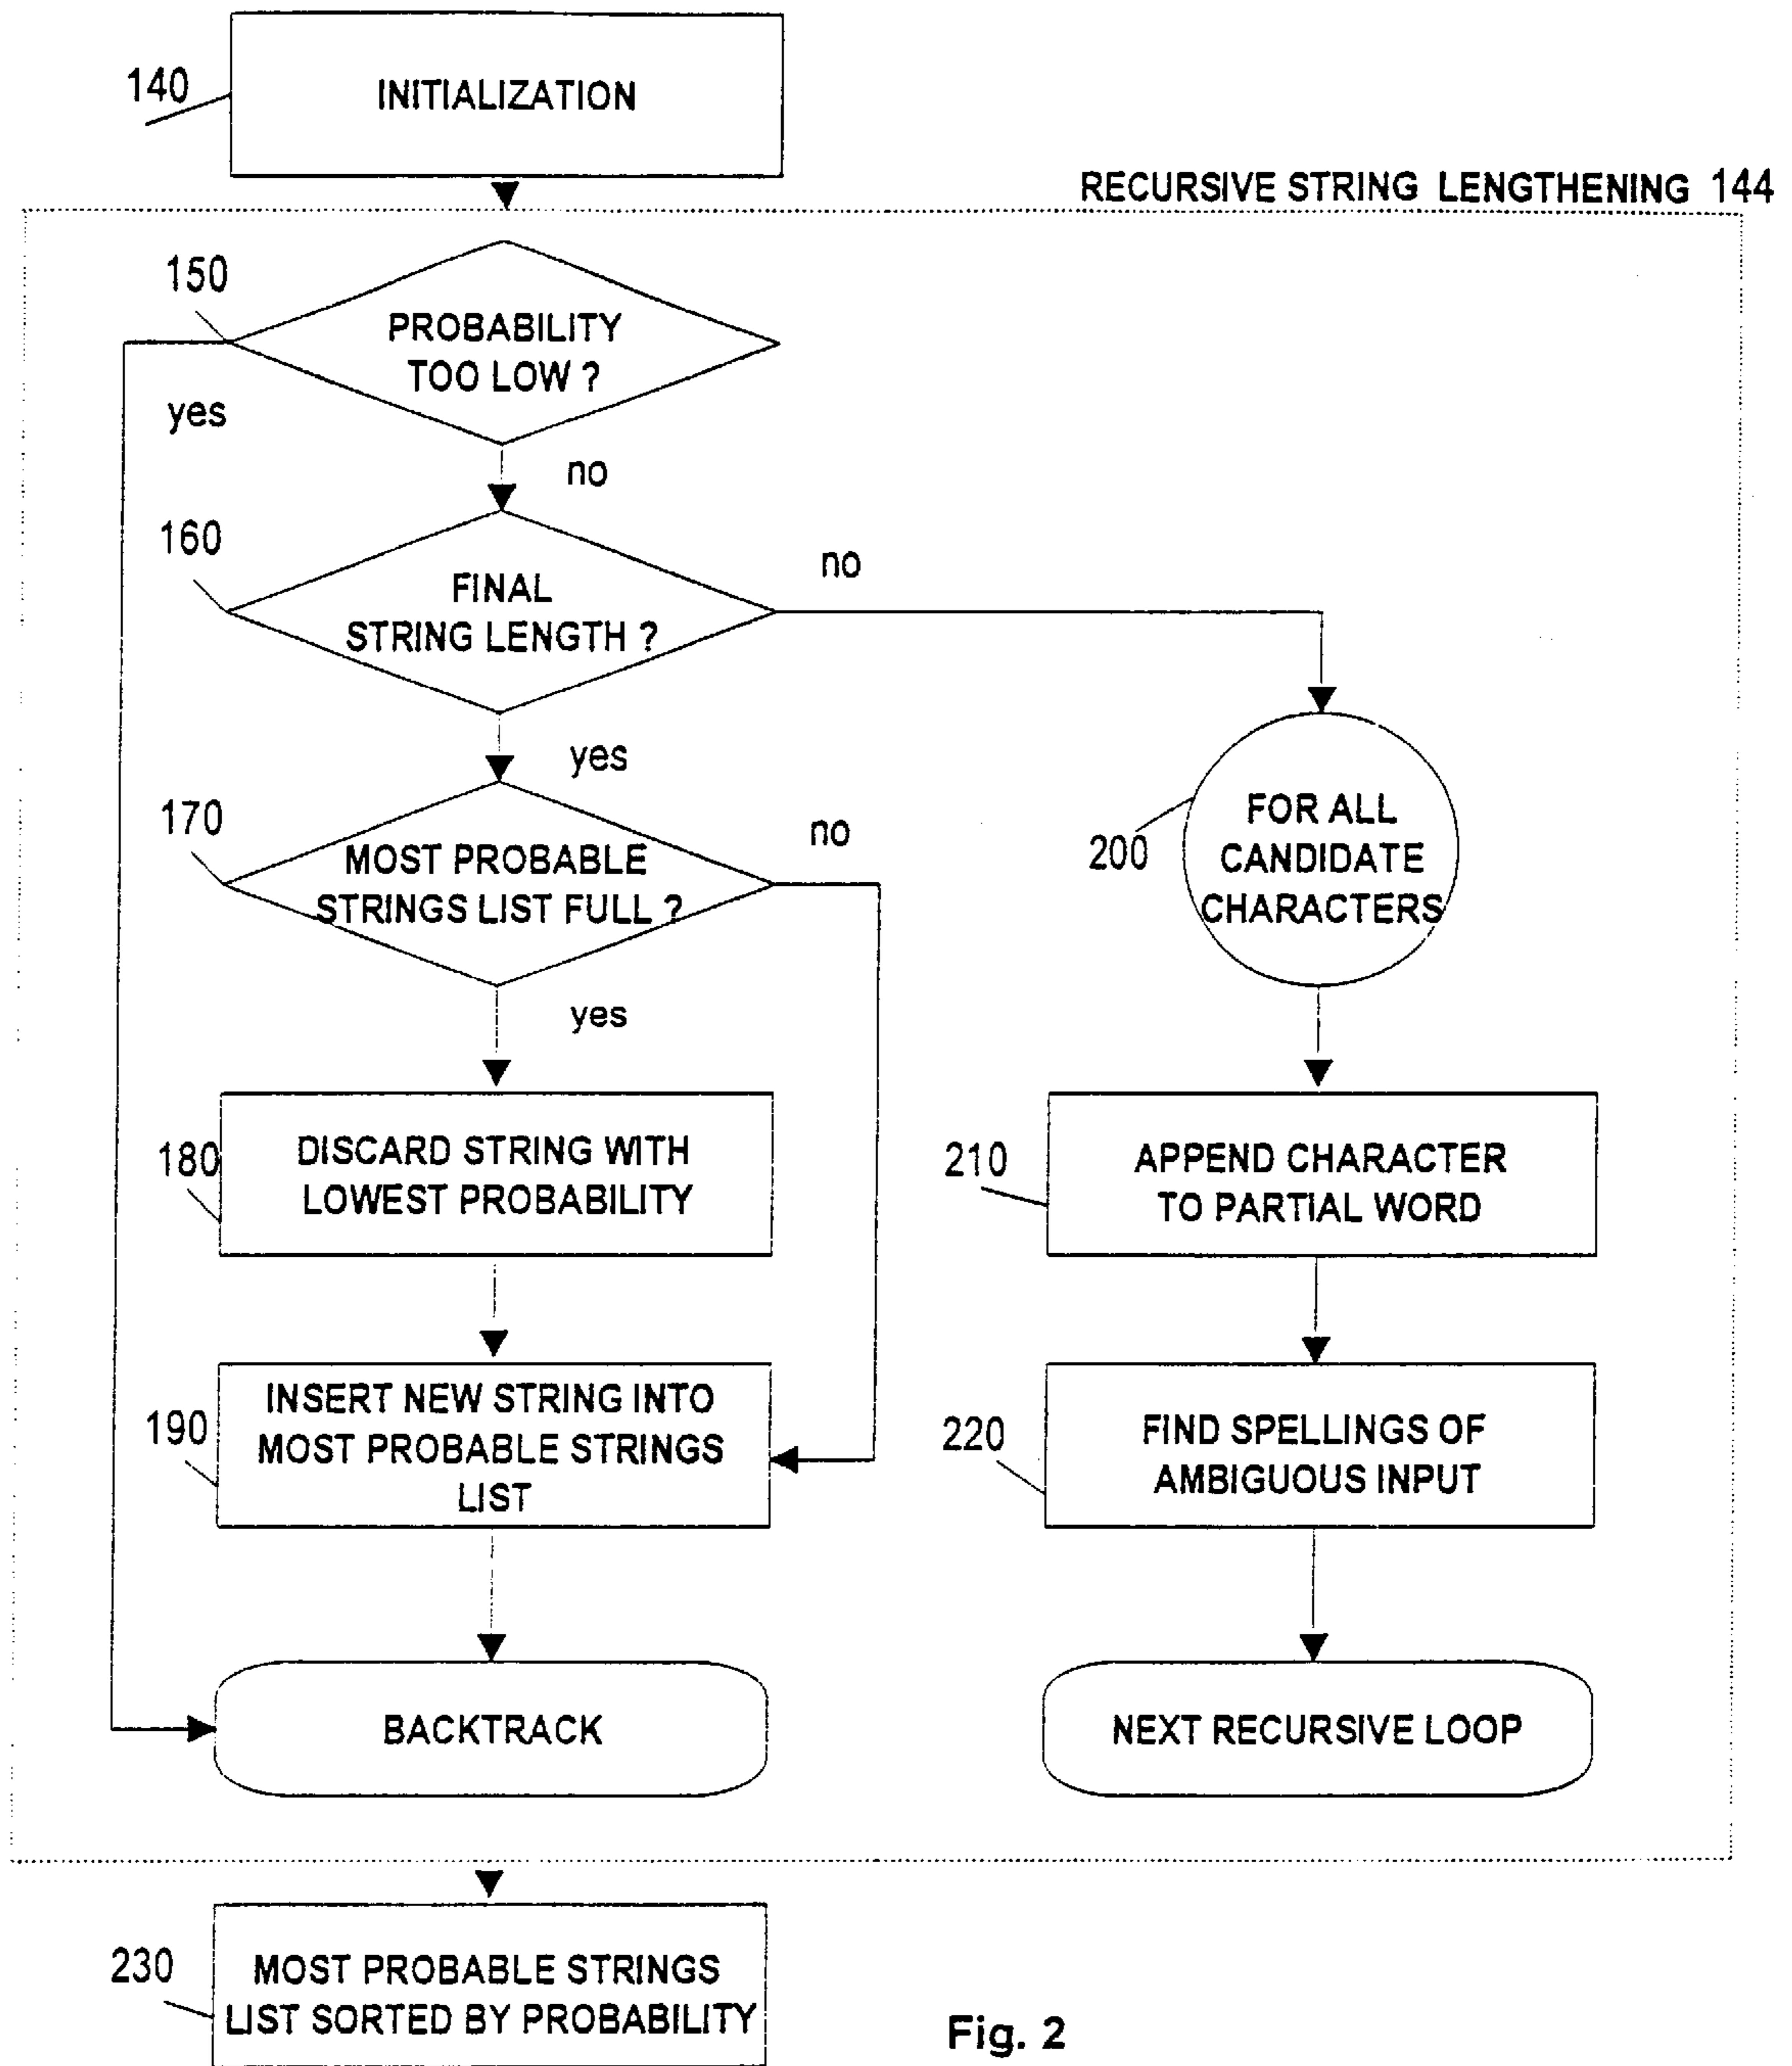 140
INITIALIZATION
RECURSIVE STRING LENGTHENING 144
150
PROBABILITY
TOO LOW ?
yes
no
160
FINAL
STRING LENGTH ?
no
yes
170
MOST PROBABLE
STRINGS LIST FULL ?
no
yes
200
FOR ALL
CANDIDATE
CHARACTERS
180
DISCARD STRING WITH
LOWEST PROBABILITY
210
APPEND CHARACTER
TO PARTIAL WORD
190
INSERT NEW STRING INTO
MOST PROBABLE STRINGS
LIST
220
FIND SPELLINGS OF
AMBIGUOUS INPUT
BACKTRACK
NEXT RECURSIVE LOOP
230
MOST PROBABLE STRINGS
LIST SORTED BY PROBABILITY
Fig. 2